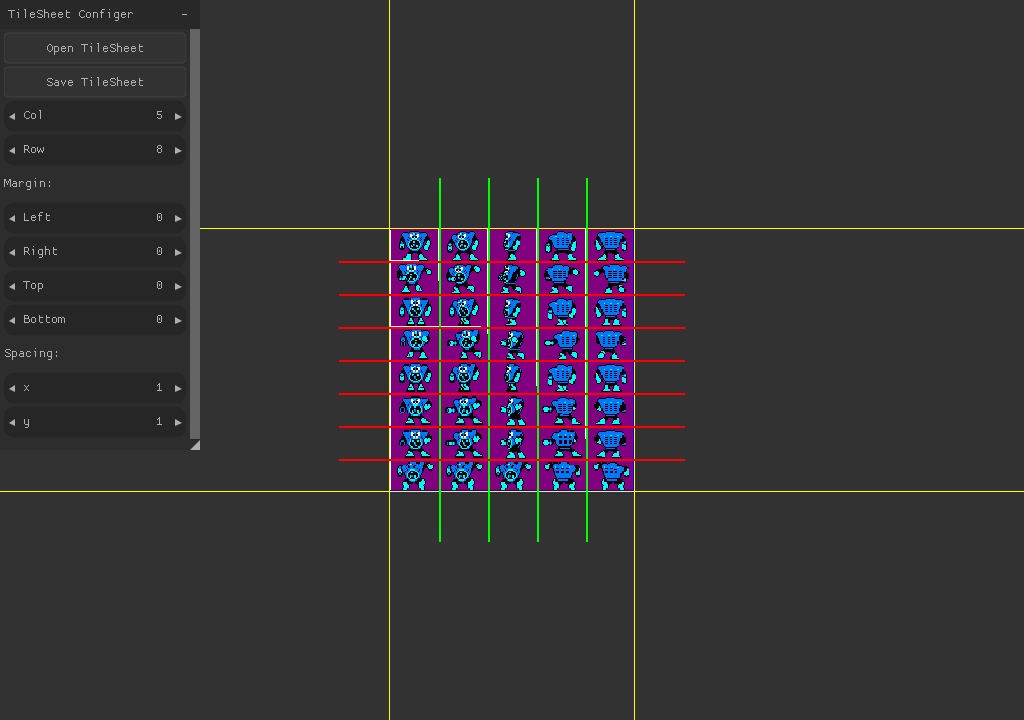 TileSheet Configer -
Open TileSheet
Save TileSheet
◀ Col 5 ▶
◀ Row 8 ▶
Margin:
◀ Left 0 ▶
◀ Right 0 ▶
◀ Top 0 ▶
◀ Bottom 0 ▶
Spacing:
◀ x 1 ▶
◀ y 1 ▶